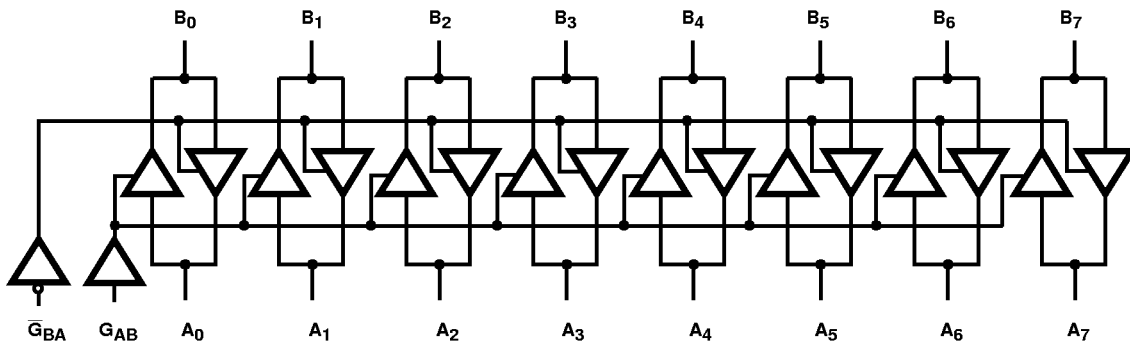 B0 B1 B2 B3 B4 B5 B6 B7
G̅BA GAB A0 A1 A2 A3 A4 A5 A6 A7